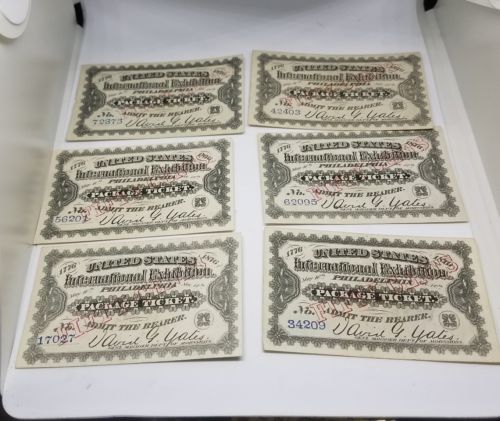 UNITED STATES
International Exhibition.
PHILADELPHIA
PACKAGE TICKET.
No. ADMIT THE BEARER.
72373 David G. Yates
1776
UNITED STATES
International Exhibition.
PHILADELPHIA
PACKAGE TICKET.
No. ADMIT THE BEARER.
42403 David G. Yates
UNITED STATES 1876
International Exhibition
PHILADELPHIA
PACKAGE TICKET.
No. ADMIT THE BEARER.
56201 David G. Yates
1776 UNITED STATES 1876
International Exhibition.
PHILADELPHIA
PACKAGE TICKET.
No. ADMIT THE BEARER.
62095 David G. Yates
1776 UNITED STATES 1876
International Exhibition.
PHILADELPHIA
PACKAGE TICKET.
No. ADMIT THE BEARER.
17027 David G. Yates.
1776 UNITED STATES 1876
International Exhibition.
PHILADELPHIA
PACKAGE TICKET.
No. ADMIT THE BEARER.
34209 David G. Yates